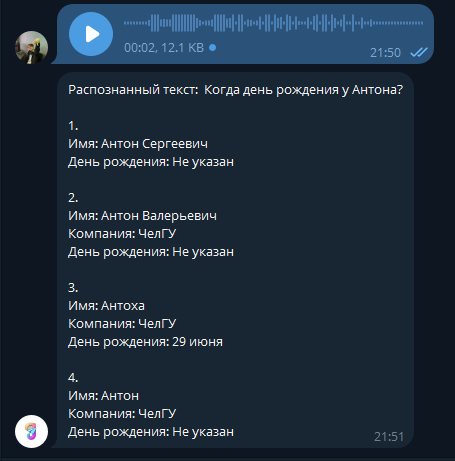 00:02, 12.1 KB
21:50
Распознанный текст: Когда день рождения у Антона?
1.
Имя: Антон Сергеевич
День рождения: Не указан
2.
Имя: Антон Валерьевич
Компания: ЧелГУ
День рождения: Не указан
3.
Имя: Антоха
Компания: ЧелГУ
День рождения: 29 июня
4.
Имя: Антон
Компания: ЧелГУ
День рождения: Не указан
21:51